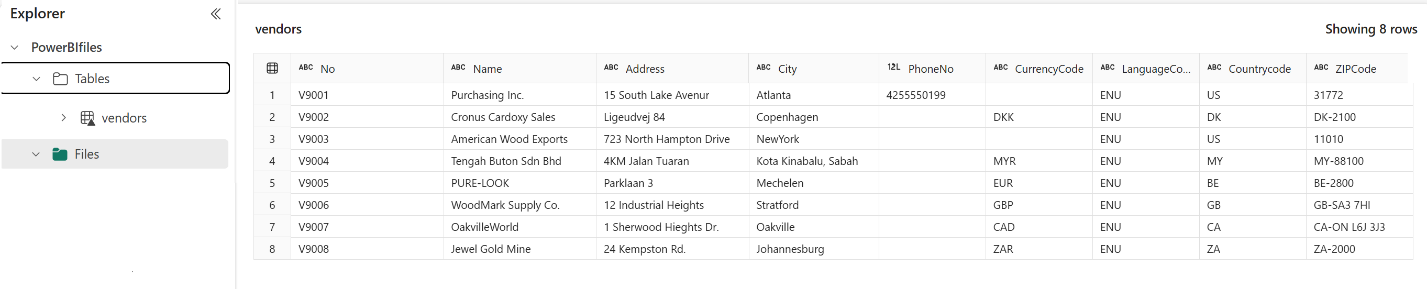 Explorer
PowerBIfiles
Tables
vendors
Files
vendors Showing 8 rows
ABC No ABC Name ABC Address ABC City 12L PhoneNo ABC CurrencyCode ABC LanguageCo... ABC Countrycode ABC ZIPCode
1 V9001 Purchasing Inc. 15 South Lake Avenur Atlanta 4255550199 ENU US 31772
2 V9002 Cronus Cardoxy Sales Ligeudvej 84 Copenhagen DKK ENU DK DK-2100
3 V9003 American Wood Exports 723 North Hampton Drive NewYork ENU US 11010
4 V9004 Tengah Buton Sdn Bhd 4KM Jalan Tuaran Kota Kinabalu, Sabah MYR ENU MY MY-88100
5 V9005 PURE-LOOK Parklaan 3 Mechelen EUR ENU BE BE-2800
6 V9006 WoodMark Supply Co. 12 Industrial Heights Stratford GBP ENU GB GB-SA3 7HI
7 V9007 OakvilleWorld 1 Sherwood Hieghts Dr. Oakville CAD ENU CA CA-ON L6J 3J3
8 V9008 Jewel Gold Mine 24 Kempston Rd. Johannesburg ZAR ENU ZA ZA-2000